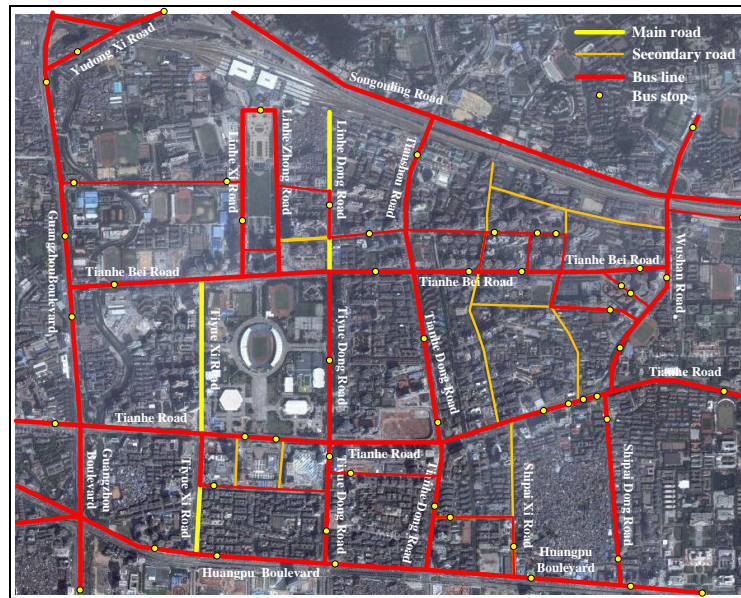 Main road
Secondary road
Bus line
Bus stop
Yudong Xi Road
Sougouling Road
Linhe Xi Road
Linhe Zhong Road
Linhe Dong Road
Tianshou Road
GuangzhouBoulevard
Tianhe Bei Road
Tianhe Bei Road
Tianhe Bei Road
Wushan Road
Tiyue Xi Road
Tiyue Dong Road
Tianhe Dong Road
Tianhe Road
Tianhe Road
Tianhe Road
Guangzhou
Boulevard
Tiyue Xi Road
Tiyue Dong Road
Tianhe Dong Road
Shipai Xi Road
Shipai Dong Road
Huangpu Boulevard
Huangpu
Boulevard